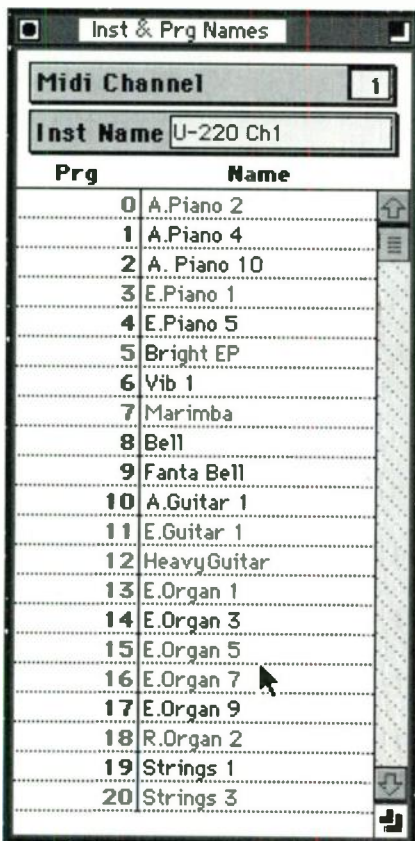 Inst & Prg Names
Midi Channel 1
Inst Name U-220 Ch1
Prg Name
0 A.Piano 2
1 A.Piano 4
2 A. Piano 10
3 E.Piano 1
4 E.Piano 5
5 Bright EP
6 Vib 1
7 Marimba
8 Bell
9 Fanta Bell
10 A.Guitar 1
11 E.Guitar 1
12 HeavyGuitar
13 E.Organ 1
14 E.Organ 3
15 E.Organ 5
16 E.Organ 7
17 E.Organ 9
18 R.Organ 2
19 Strings 1
20 Strings 3